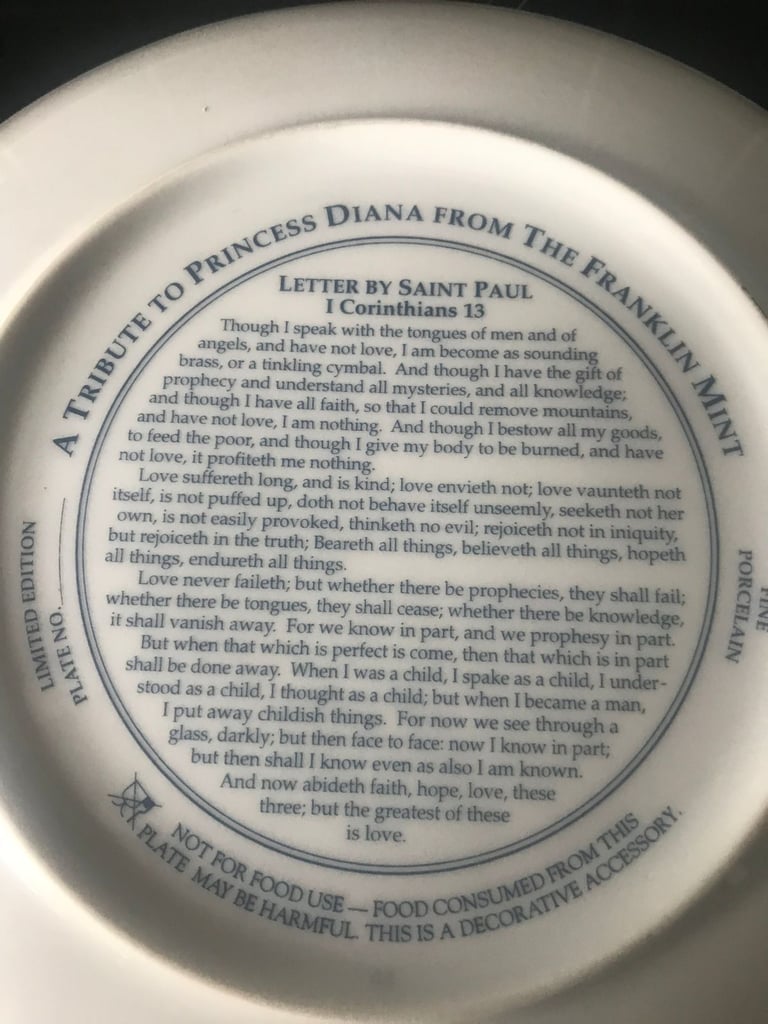 A TRIBUTE TO PRINCESS DIANA FROM THE FRANKLIN MINT
LETTER BY SAINT PAUL
I Corinthians 13
Though I speak with the tongues of men and of
angels, and have not love, I am become as sounding
brass, or a tinkling cymbal. And though I have the gift of
prophecy and understand all mysteries, and all knowledge;
and though I have all faith, so that I could remove mountains,
and have not love, I am nothing. And though I bestow all my goods,
to feed the poor, and though I give my body to be burned, and have
not love, it profiteth me nothing.
Love suffereth long, and is kind; love envieth not; love vaunteth not
itself, is not puffed up, doth not behave itself unseemly, seeketh not her
own, is not easily provoked, thinketh no evil; rejoiceth not in iniquity,
but rejoiceth in the truth; Beareth all things, believeth all things, hopeth
all things, endureth all things.
Love never faileth; but whether there be prophecies, they shall fail;
whether there be tongues, they shall cease; whether there be knowledge,
it shall vanish away. For we know in part, and we prophesy in part.
But when that which is perfect is come, then that which is in part
shall be done away. When I was a child, I spake as a child, I under-
stood as a child, I thought as a child; but when I became a man,
I put away childish things. For now we see through a
glass, darkly; but then face to face: now I know in part;
but then shall I know even as also I am known.
And now abideth faith, hope, love, these
three; but the greatest of these
is love.
LIMITED EDITION
PLATE NO.
FINE
PORCELAIN
NOT FOR FOOD USE — FOOD CONSUMED FROM THIS
PLATE MAY BE HARMFUL. THIS IS A DECORATIVE ACCESSORY.